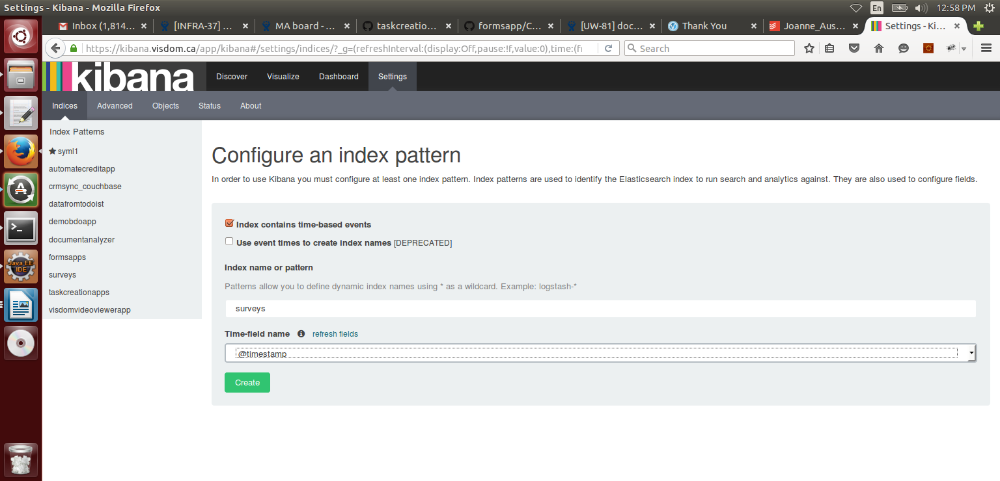 Settings - Kibana - Mozilla Firefox
En
12:58 PM
Inbox (1,814...
[INFRA-37] ...
MA board - ...
taskcreatio...
formsapp/C...
[UW-81] doc...
Thank You
Joanne_Aus...
Settings - Ki...
https://kibana.visdom.ca/app/kibana#/settings/indices/?_g=(refreshInterval:(display:Off,pause:!f,value:0),time:(f
Search
kibana
Discover
Visualize
Dashboard
Settings
Indices
Advanced
Objects
Status
About
Index Patterns
syml1
automatecreditapp
crmsync_couchbase
datafromtodoist
demobdoapp
documentanalyzer
formsapps
surveys
taskcreationapps
visdomvideoviewerapp
Configure an index pattern
In order to use Kibana you must configure at least one index pattern. Index patterns are used to identify the Elasticsearch index to run search and analytics against. They are also used to configure fields.
Index contains time-based events
Use event times to create index names [DEPRECATED]
Index name or pattern
Patterns allow you to define dynamic index names using * as a wildcard. Example: logstash-*
surveys
Time-field name
refresh fields
@timestamp
Create
Java EE
IDE